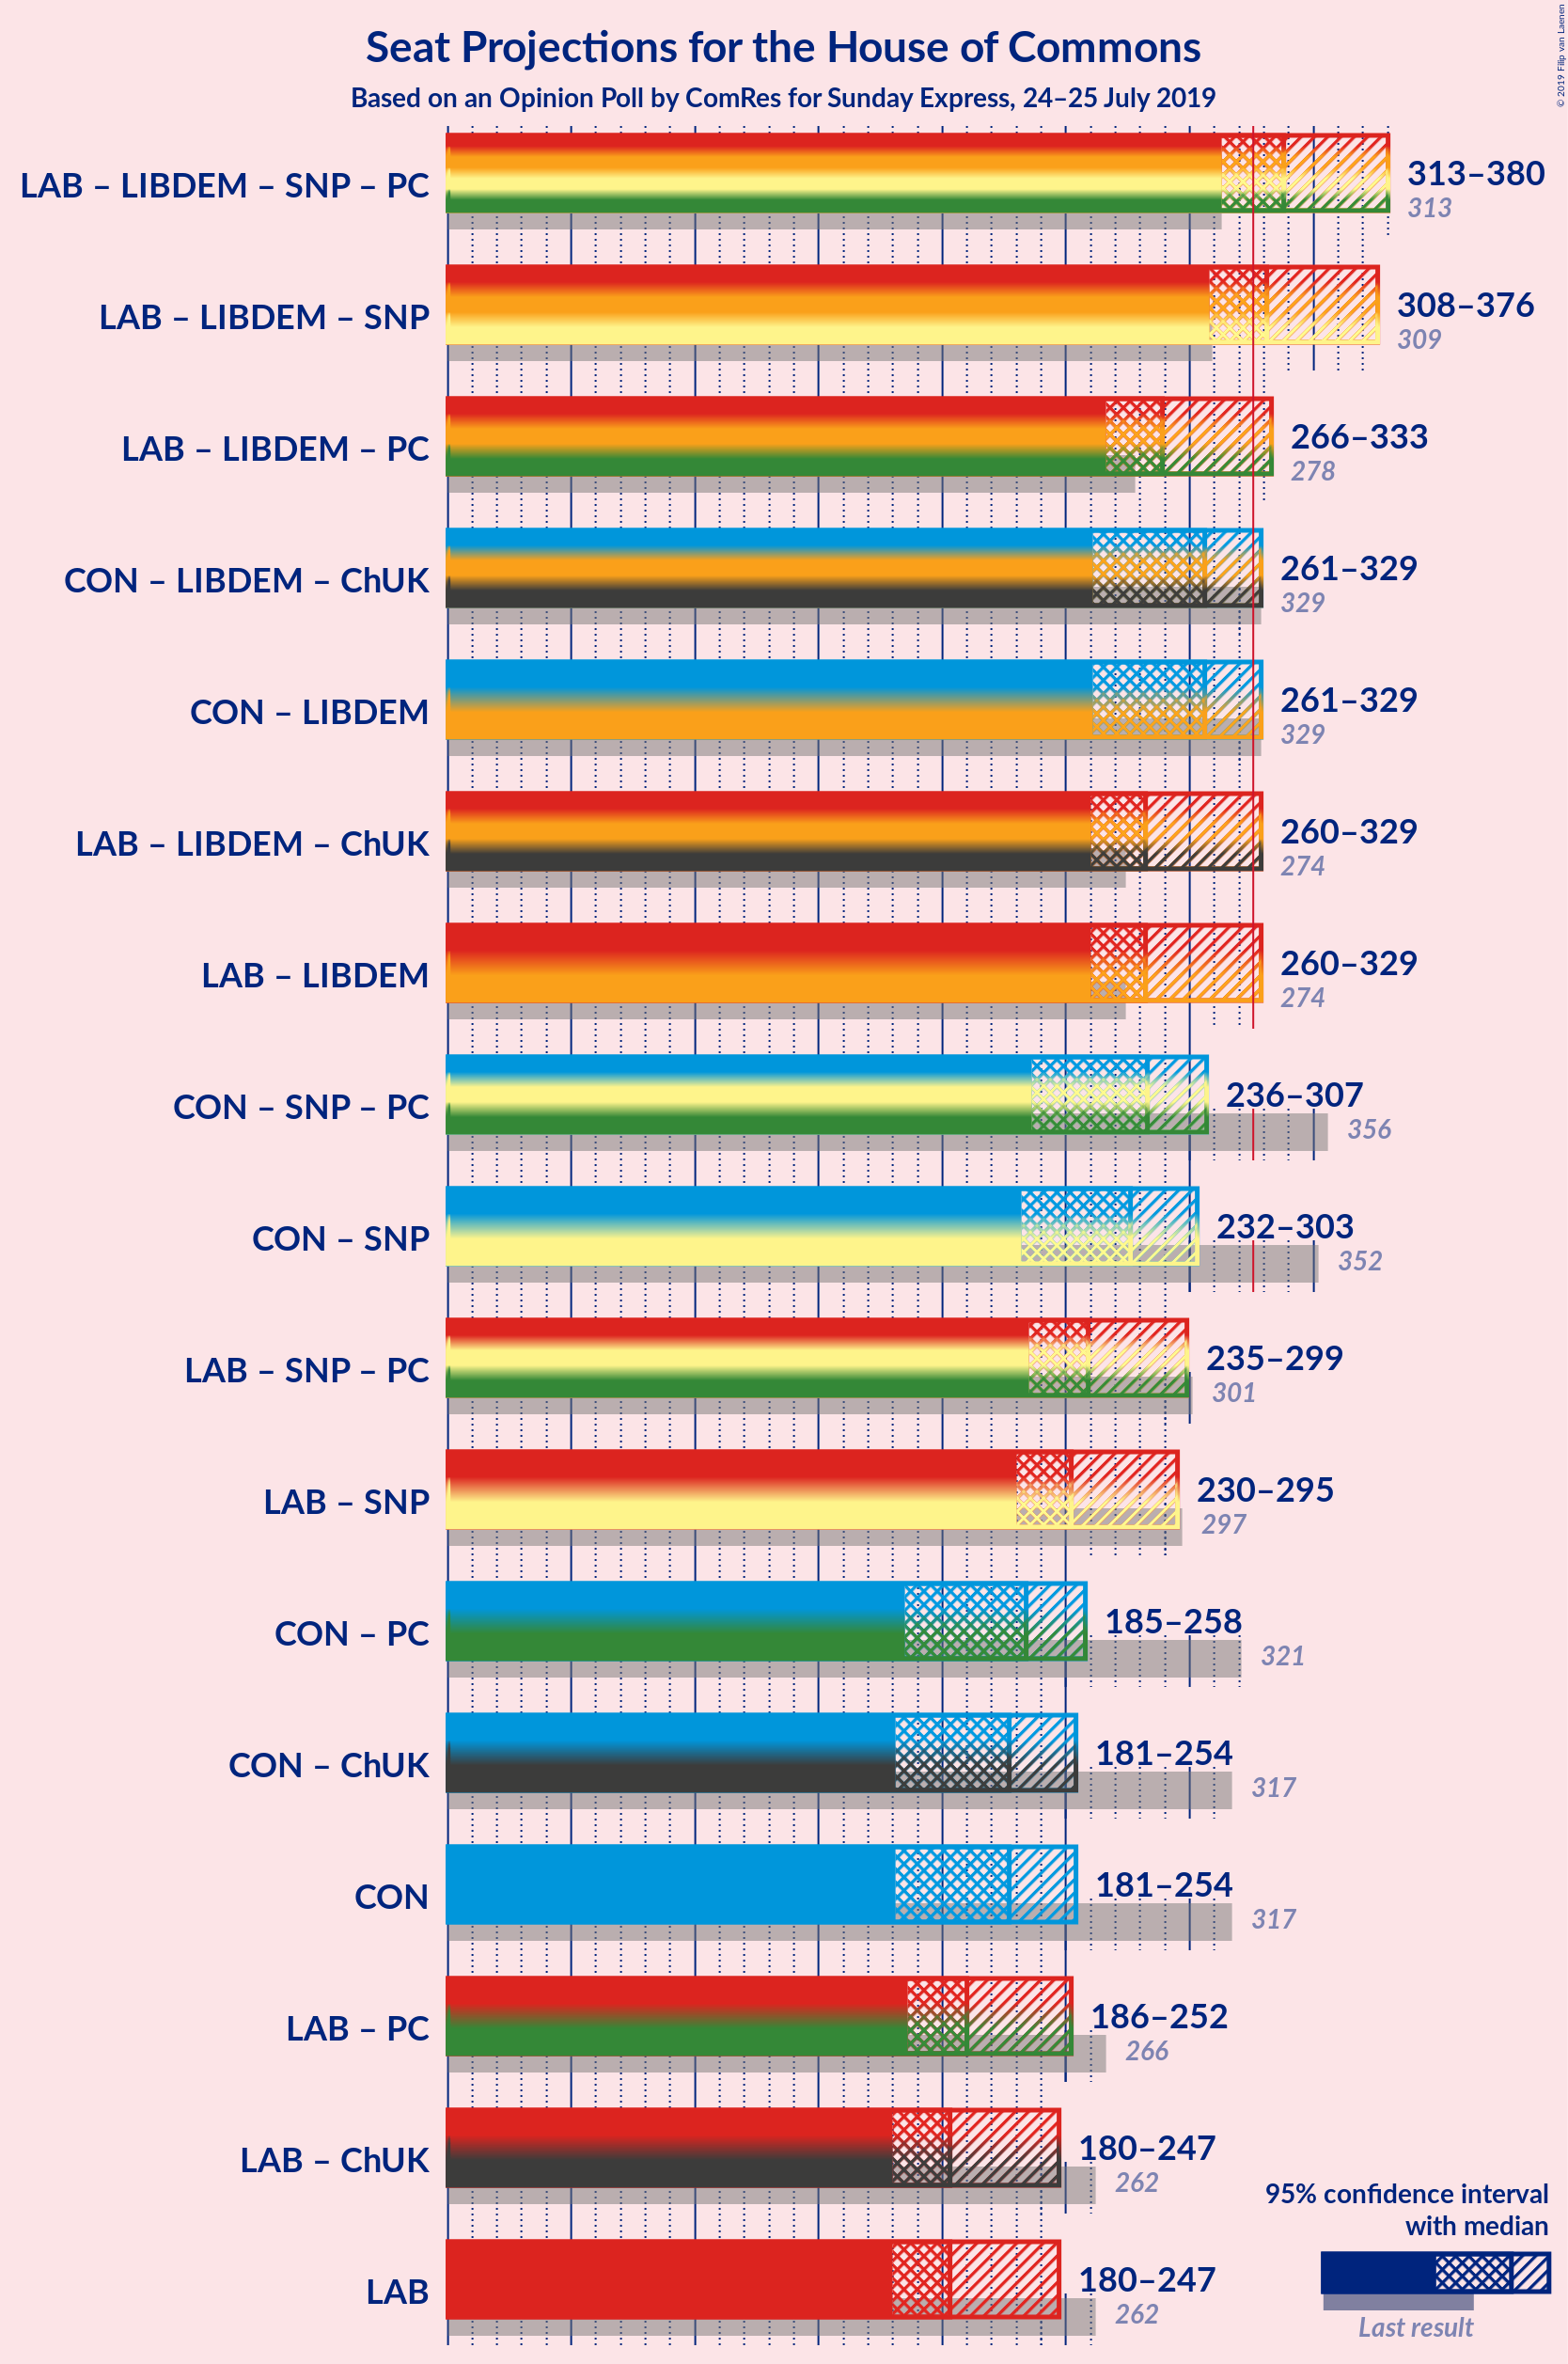 Seat Projections for the House of Commons
Based on an Opinion Poll by ComRes for Sunday Express, 24–25 July 2019
© 2019 Filip van Laenen
LAB – LIBDEM – SNP – PC
313–380
313
LAB – LIBDEM – SNP
308–376
309
LAB – LIBDEM – PC
266–333
278
CON – LIBDEM – ChUK
261–329
329
CON – LIBDEM
261–329
329
LAB – LIBDEM – ChUK
260–329
274
LAB – LIBDEM
260–329
274
CON – SNP – PC
236–307
356
CON – SNP
232–303
352
LAB – SNP – PC
235–299
301
LAB – SNP
230–295
297
CON – PC
185–258
321
CON – ChUK
181–254
317
CON
181–254
317
LAB – PC
186–252
266
LAB – ChUK
180–247
262
LAB
180–247
262
95% confidence interval
with median
Last result